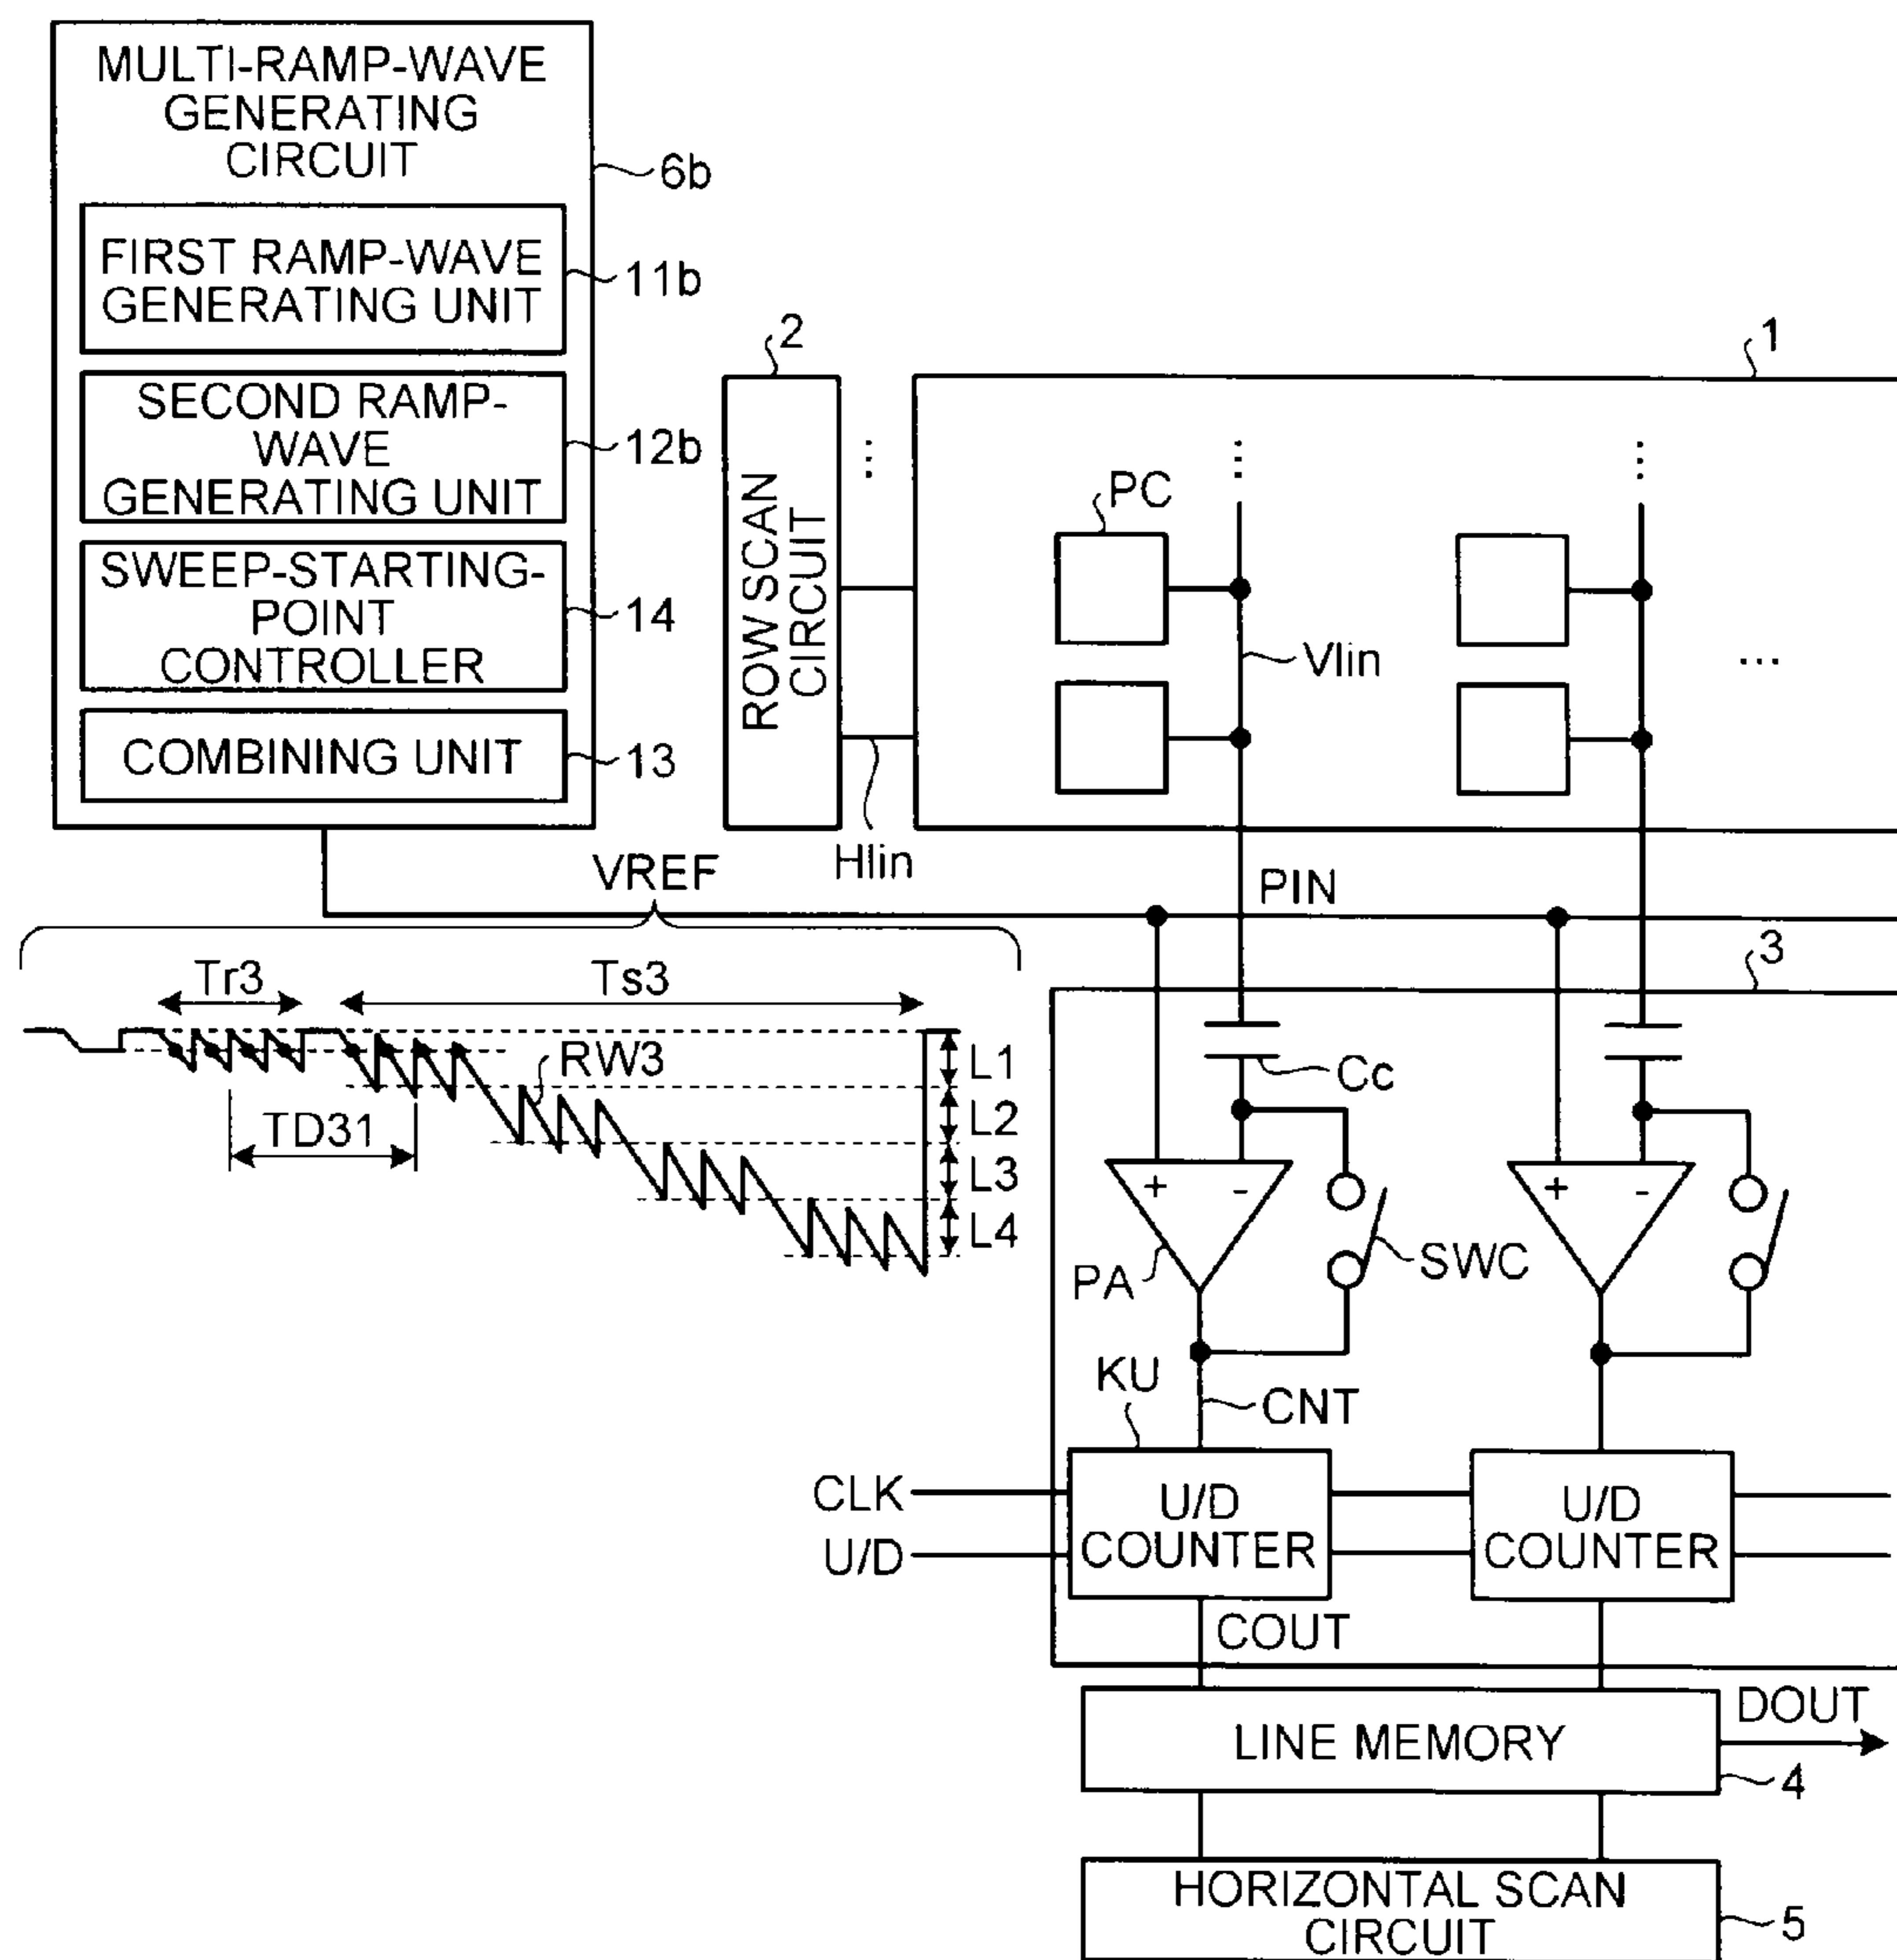 MULTI-RAMP-WAVE
GENERATING
CIRCUIT
6b
FIRST RAMP-WAVE
GENERATING UNIT
11b
SECOND RAMP-
WAVE
GENERATING UNIT
12b
SWEEP-STARTING-
POINT
CONTROLLER
14
COMBINING UNIT
13
2
ROW SCAN
CIRCUIT
...
Hlin
1
PC
...
...
Vlin
...
VREF
PIN
3
Tr3
Ts3
RW3
TD31
L1
L2
L3
L4
Cc
+
-
+
-
PA
SWC
KU
CNT
CLK
U/D
U/D
COUNTER
U/D
COUNTER
COUT
LINE MEMORY
DOUT
4
HORIZONTAL SCAN
CIRCUIT
5